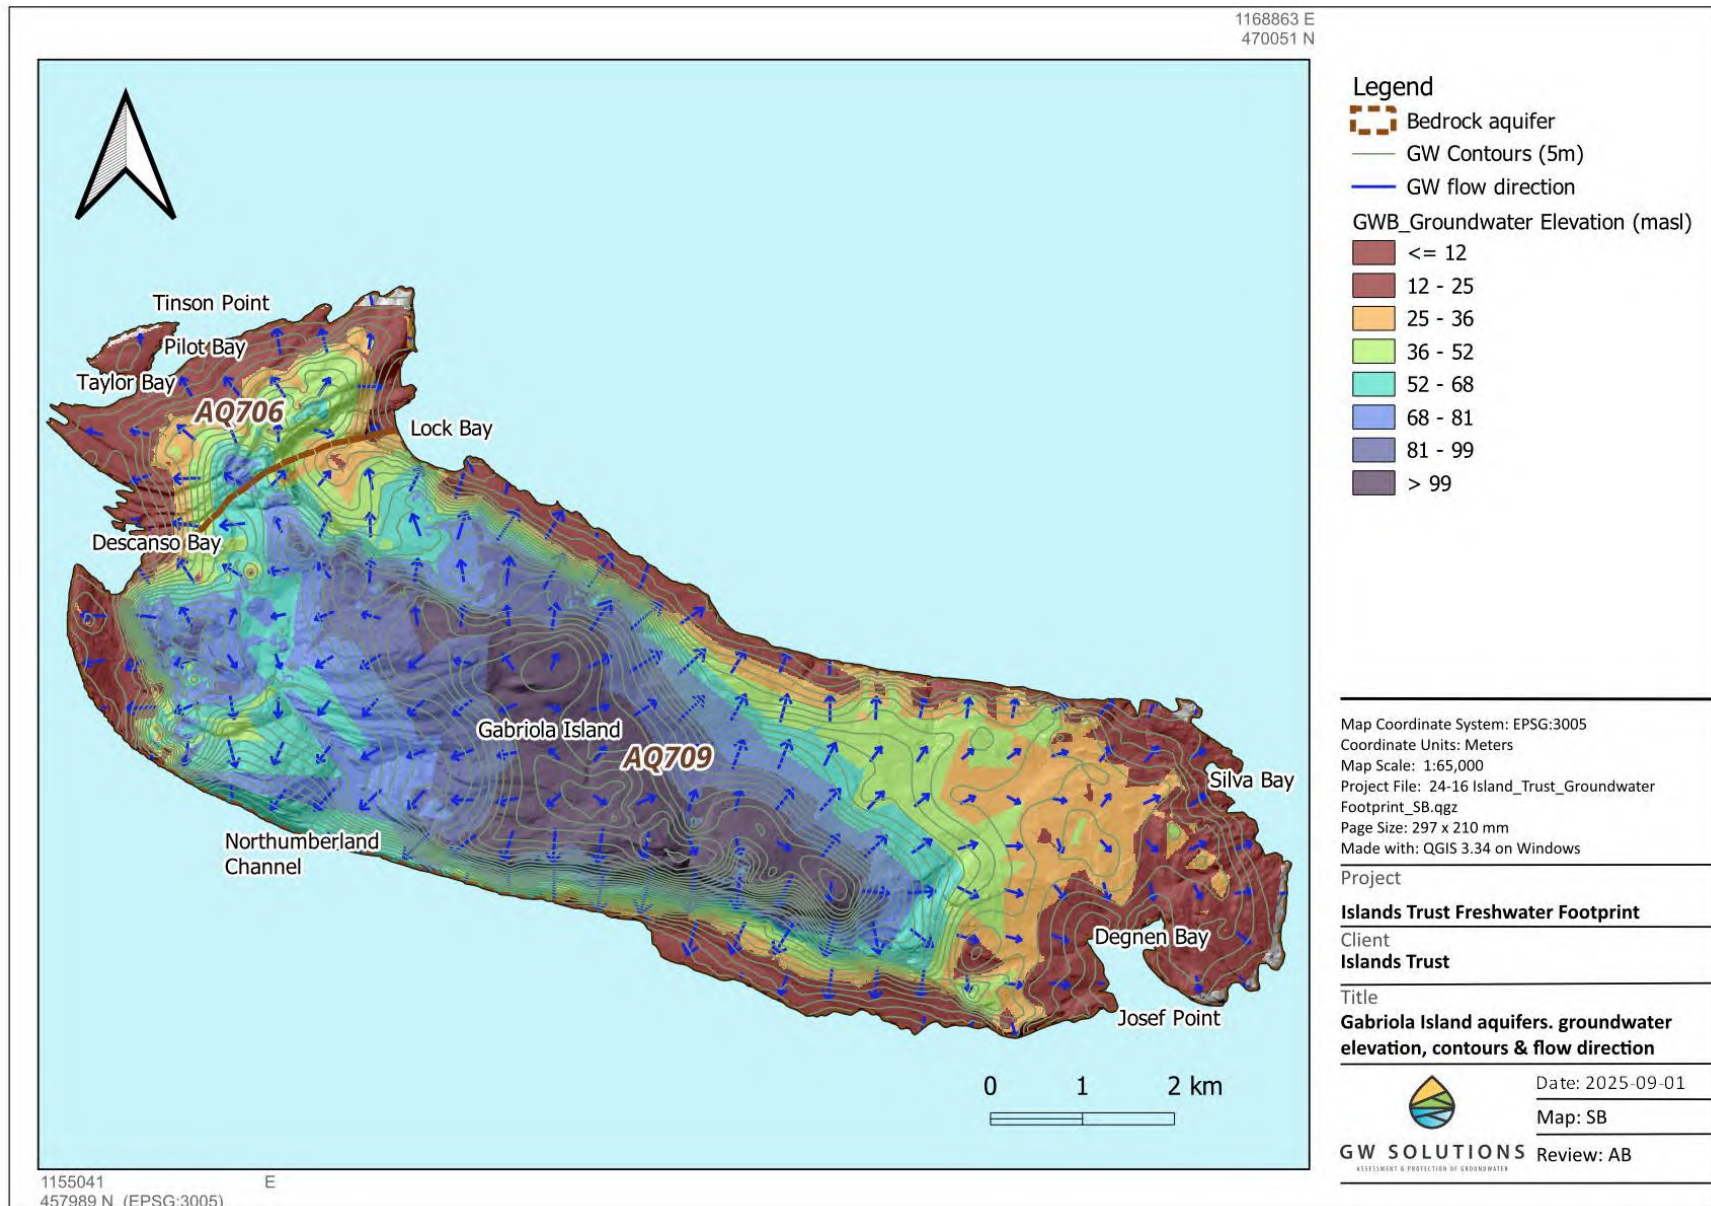 1168863 E
470051 N
Tinson Point
Pilot Bay
Taylor Bay
AQ706
Lock Bay
Descanso Bay
Gabriola Island
AQ709
Silva Bay
Northumberland
Channel
Degnen Bay
Josef Point
0 1 2 km
1155041 E
457989 N (EPSG:3005)
Legend
Bedrock aquifer
GW Contours (5m)
GW flow direction
GWB_Groundwater Elevation (masl)
<= 12
12 - 25
25 - 36
36 - 52
52 - 68
68 - 81
81 - 99
> 99
Map Coordinate System: EPSG:3005
Coordinate Units: Meters
Map Scale: 1:65,000
Project File: 24-16 Island_Trust_Groundwater
Footprint_SB.qgz
Page Size: 297 x 210 mm
Made with: QGIS 3.34 on Windows
Project
Islands Trust Freshwater Footprint
Client
Islands Trust
Title
Gabriola Island aquifers. groundwater
elevation, contours & flow direction
GW SOLUTIONS
ASSESSMENT & PROTECTION OF GROUNDWATER
Date: 2025-09-01
Map: SB
Review: AB